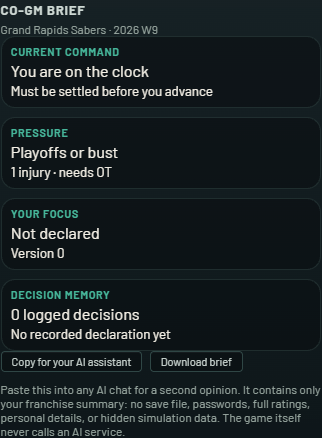 CO-GM BRIEF
Grand Rapids Sabers · 2026 W9
CURRENT COMMAND
You are on the clock
Must be settled before you advance
PRESSURE
Playoffs or bust
1 injury · needs OT
YOUR FOCUS
Not declared
Version 0
DECISION MEMORY
0 logged decisions
No recorded declaration yet
Copy for your AI assistant
Download brief
Paste this into any AI chat for a second opinion. It contains only
your franchise summary: no save file, passwords, full ratings,
personal details, or hidden simulation data. The game itself
never calls an AI service.